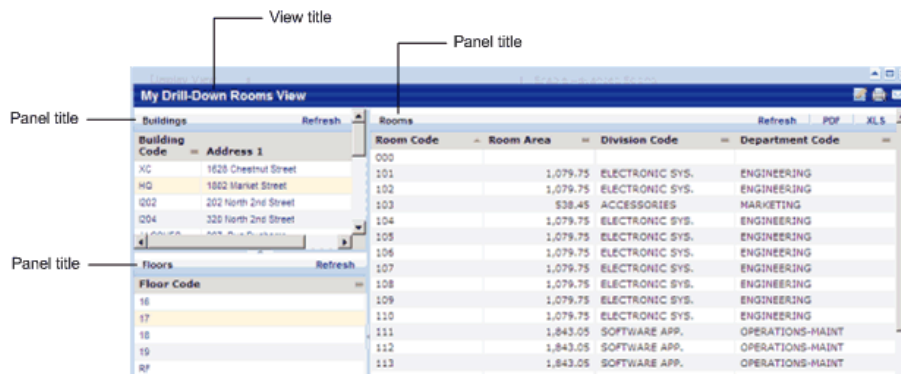 View title
Panel title
My Drill-Down Rooms View
Panel title
Buildings Refresh
Building Code Address 1
XC 1628 Chestnut Street
HQ 1882 Market Street
I202 202 North 2nd Street
I204 320 North 2nd Street
Panel title
Floors Refresh
Floor Code
16
17
18
19
RF
Rooms Refresh PDF XLS
Room Code Room Area Division Code Department Code
000
101 1,079.75 ELECTRONIC SYS. ENGINEERING
102 1,079.75 ELECTRONIC SYS. ENGINEERING
103 538.45 ACCESSORIES MARKETING
104 1,079.75 ELECTRONIC SYS. ENGINEERING
105 1,079.75 ELECTRONIC SYS. ENGINEERING
106 1,079.75 ELECTRONIC SYS. ENGINEERING
107 1,079.75 ELECTRONIC SYS. ENGINEERING
108 1,079.75 ELECTRONIC SYS. ENGINEERING
109 1,079.75 ELECTRONIC SYS. ENGINEERING
110 1,079.75 ELECTRONIC SYS. ENGINEERING
111 1,843.05 SOFTWARE APP. OPERATIONS-MAINT
112 1,843.05 SOFTWARE APP. OPERATIONS-MAINT
113 1,843.05 SOFTWARE APP. OPERATIONS-MAINT